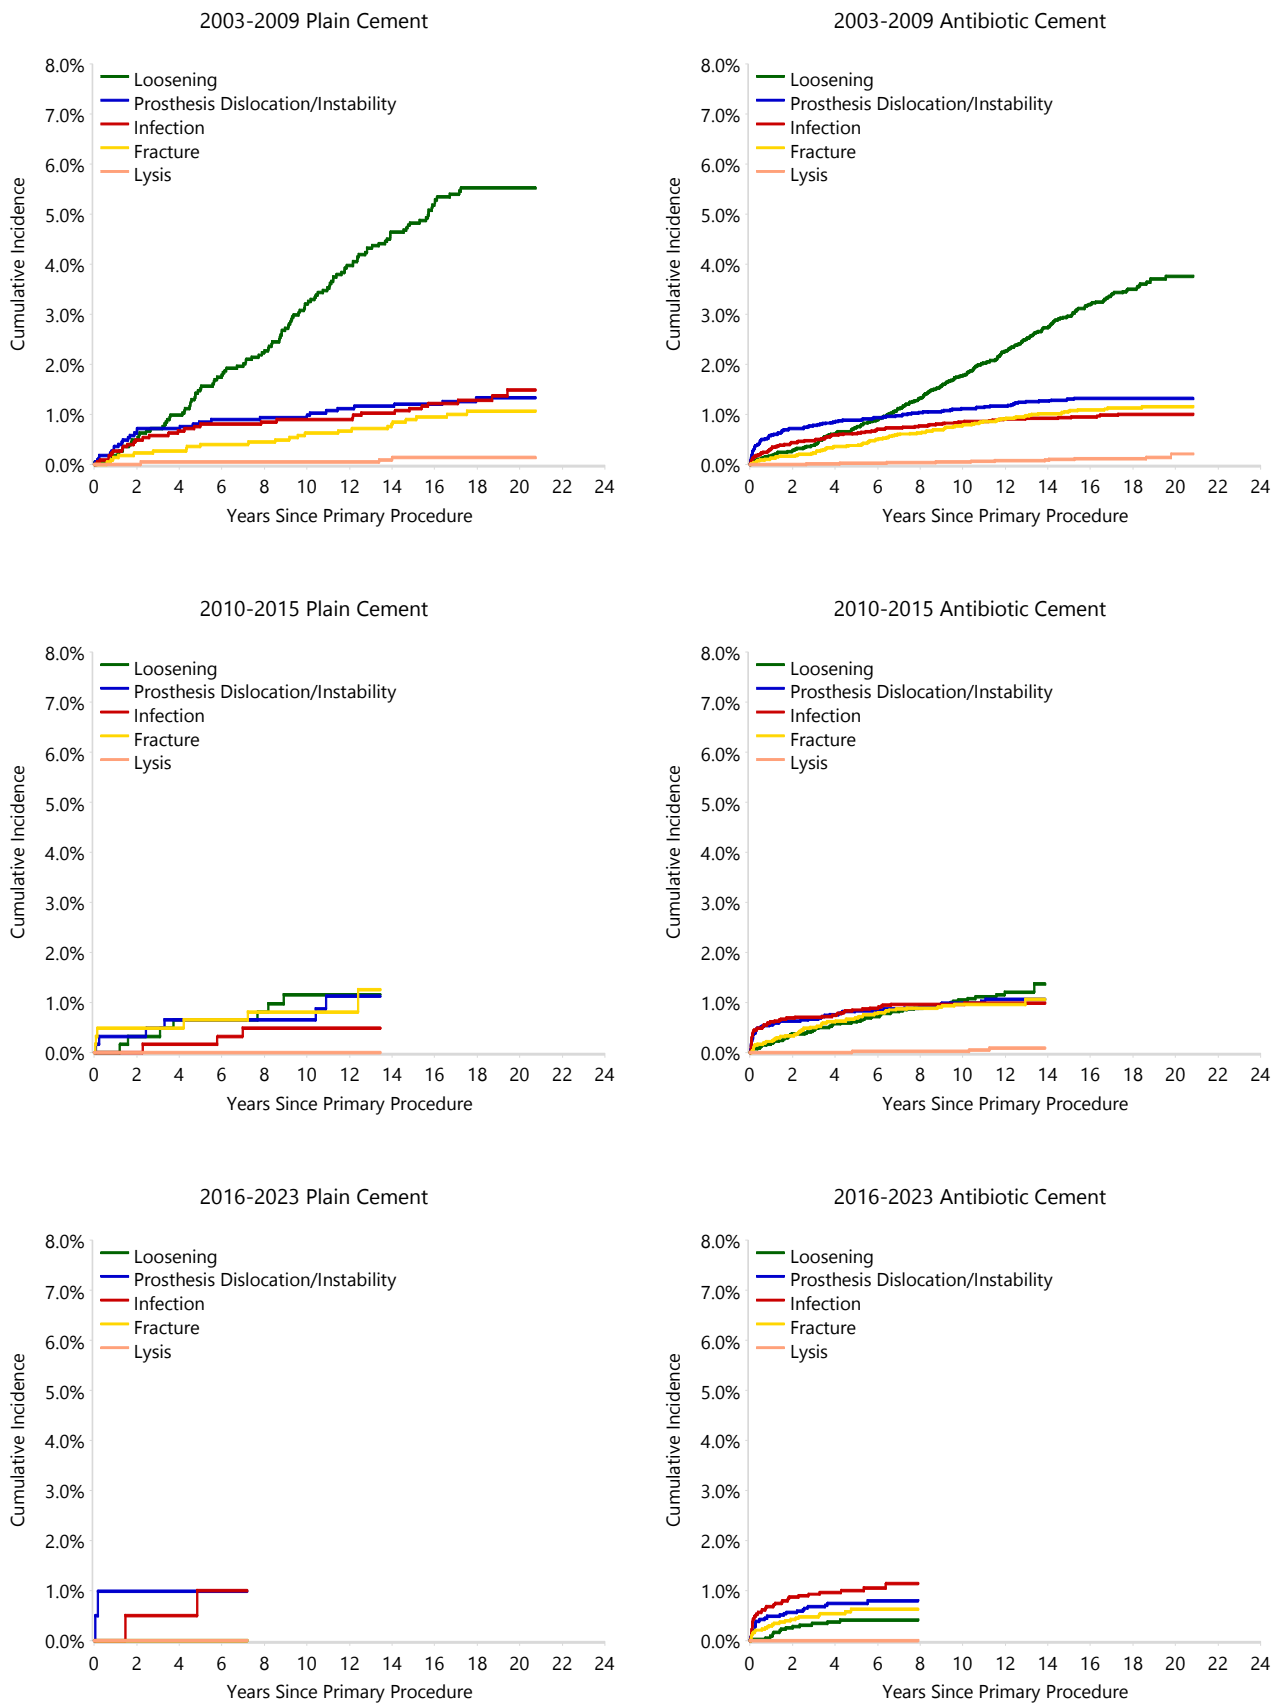 2003-2009 Plain Cement
8.0%
7.0%
6.0%
5.0%
4.0%
3.0%
2.0%
1.0%
0.0%
Cumulative Incidence
Loosening
Prosthesis Dislocation/Instability
Infection
Fracture
Lysis
0 2 4 6 8 10 12 14 16 18 20 22 24
Years Since Primary Procedure
2003-2009 Antibiotic Cement
8.0%
7.0%
6.0%
5.0%
4.0%
3.0%
2.0%
1.0%
0.0%
Cumulative Incidence
Loosening
Prosthesis Dislocation/Instability
Infection
Fracture
Lysis
0 2 4 6 8 10 12 14 16 18 20 22 24
Years Since Primary Procedure
2010-2015 Plain Cement
8.0%
7.0%
6.0%
5.0%
4.0%
3.0%
2.0%
1.0%
0.0%
Cumulative Incidence
Loosening
Prosthesis Dislocation/Instability
Infection
Fracture
Lysis
0 2 4 6 8 10 12 14 16 18 20 22 24
Years Since Primary Procedure
2010-2015 Antibiotic Cement
8.0%
7.0%
6.0%
5.0%
4.0%
3.0%
2.0%
1.0%
0.0%
Cumulative Incidence
Loosening
Prosthesis Dislocation/Instability
Infection
Fracture
Lysis
0 2 4 6 8 10 12 14 16 18 20 22 24
Years Since Primary Procedure
2016-2023 Plain Cement
8.0%
7.0%
6.0%
5.0%
4.0%
3.0%
2.0%
1.0%
0.0%
Cumulative Incidence
Loosening
Prosthesis Dislocation/Instability
Infection
Fracture
Lysis
0 2 4 6 8 10 12 14 16 18 20 22 24
Years Since Primary Procedure
2016-2023 Antibiotic Cement
8.0%
7.0%
6.0%
5.0%
4.0%
3.0%
2.0%
1.0%
0.0%
Cumulative Incidence
Loosening
Prosthesis Dislocation/Instability
Infection
Fracture
Lysis
0 2 4 6 8 10 12 14 16 18 20 22 24
Years Since Primary Procedure